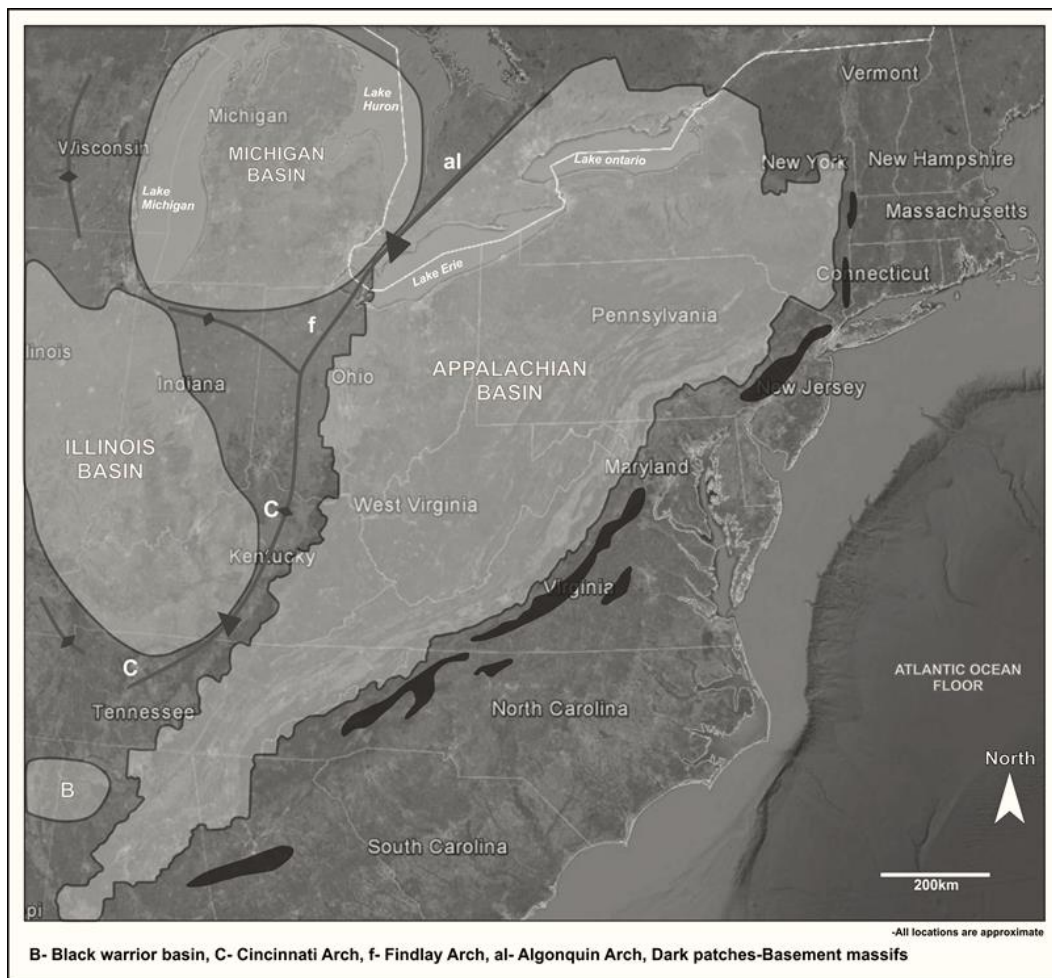 Vermont
Lake
Huron
Michigan
al
Wisconsin
MICHIGAN
BASIN
Lake ontario
New York
New Hampshire
Lake
Michigan
Massachusetts
Lake Erie
Connecticut
f
Pennsylvania
llinois
Ohio
APPALACHIAN
BASIN
Indiana
New Jersey
ILLINOIS
BASIN
Maryland
West Virginia
C
Kentucky
Virginia
C
ATLANTIC OCEAN
FLOOR
Tennessee
North Carolina
North
B
South Carolina
200km
pi
-All locations are approximate
B- Black warrior basin, C- Cincinnati Arch, f- Findlay Arch, al- Algonquin Arch, Dark patches-Basement massifs